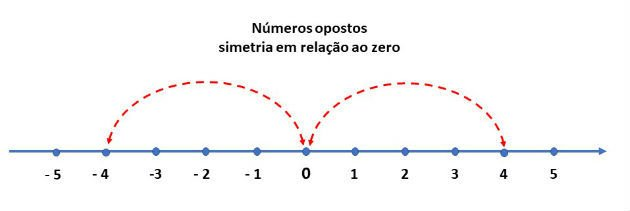 Números opostos
simetria em relação ao zero
- 5 - 4 -3 - 2 - 1 0 1 2 3 4 5